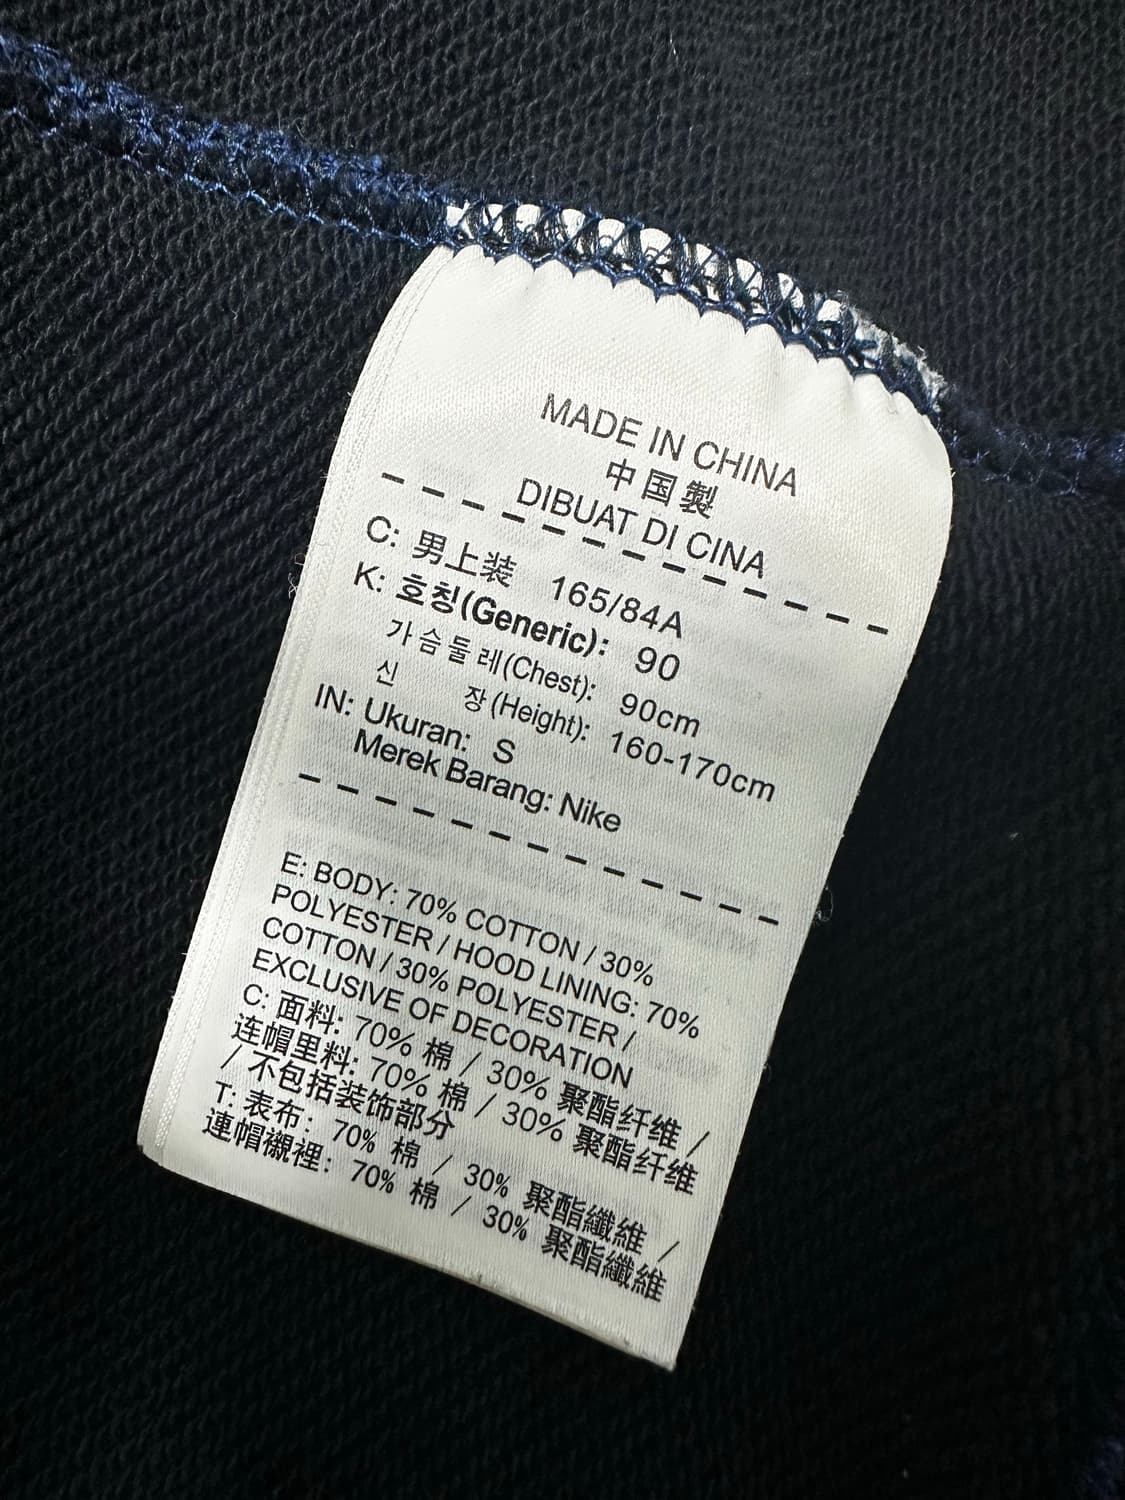 MADE IN CHINA
中国製
DIBUAT DI CINA
C: 男上装 165/84A
K: 호칭(Generic): 90
가슴둘레(Chest): 90cm
신 장(Height): 160-170cm
IN: Ukuran: S
Merek Barang: Nike
E: BODY: 70% COTTON / 30%
POLYESTER / HOOD LINING: 70%
COTTON / 30% POLYESTER /
EXCLUSIVE OF DECORATION
C: 面料: 70% 棉 / 30% 聚酯纤维 /
连帽里料: 70% 棉 / 30% 聚酯纤维
/ 不包括装饰部分
T: 表布: 70% 棉 / 30% 聚酯纖維 /
連帽襯裡: 70% 棉 / 30% 聚酯纖維